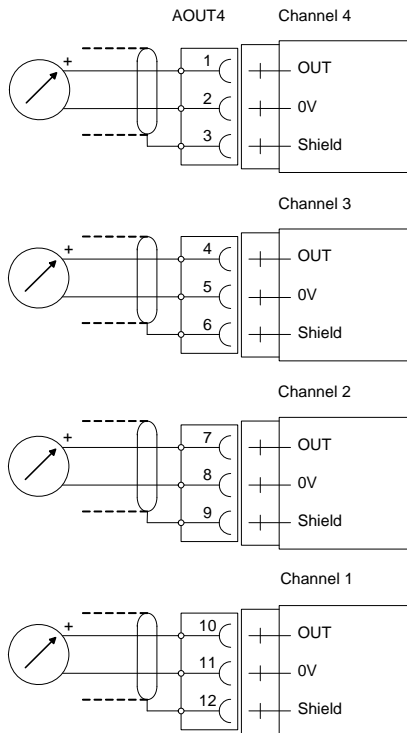 AOUT4 Channel 4
+ 1 OUT
2 0V
3 Shield
Channel 3
+ 4 OUT
5 0V
6 Shield
Channel 2
+ 7 OUT
8 0V
9 Shield
Channel 1
+ 10 OUT
11 0V
12 Shield